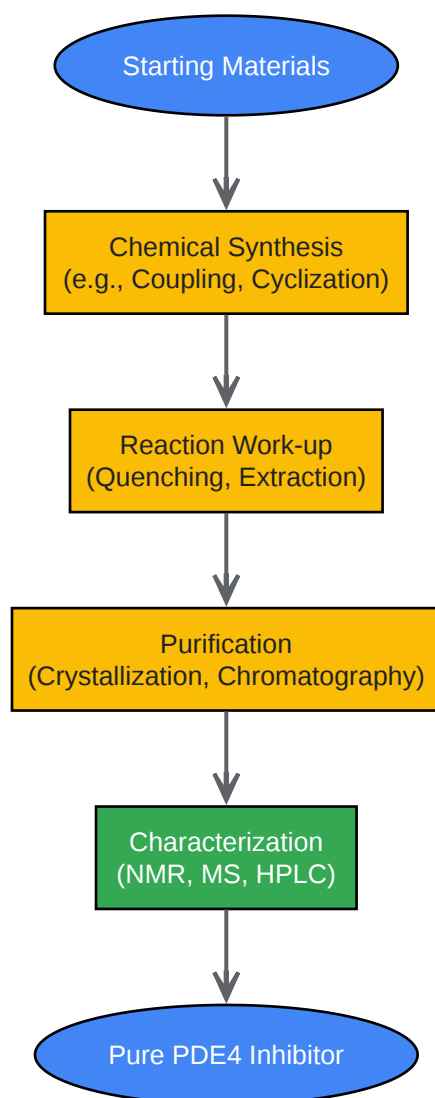 Starting Materials
Chemical Synthesis
(e.g., Coupling, Cyclization)
Reaction Work-up
(Quenching, Extraction)
Purification
(Crystallization, Chromatography)
Characterization
(NMR, MS, HPLC)
Pure PDE4 Inhibitor